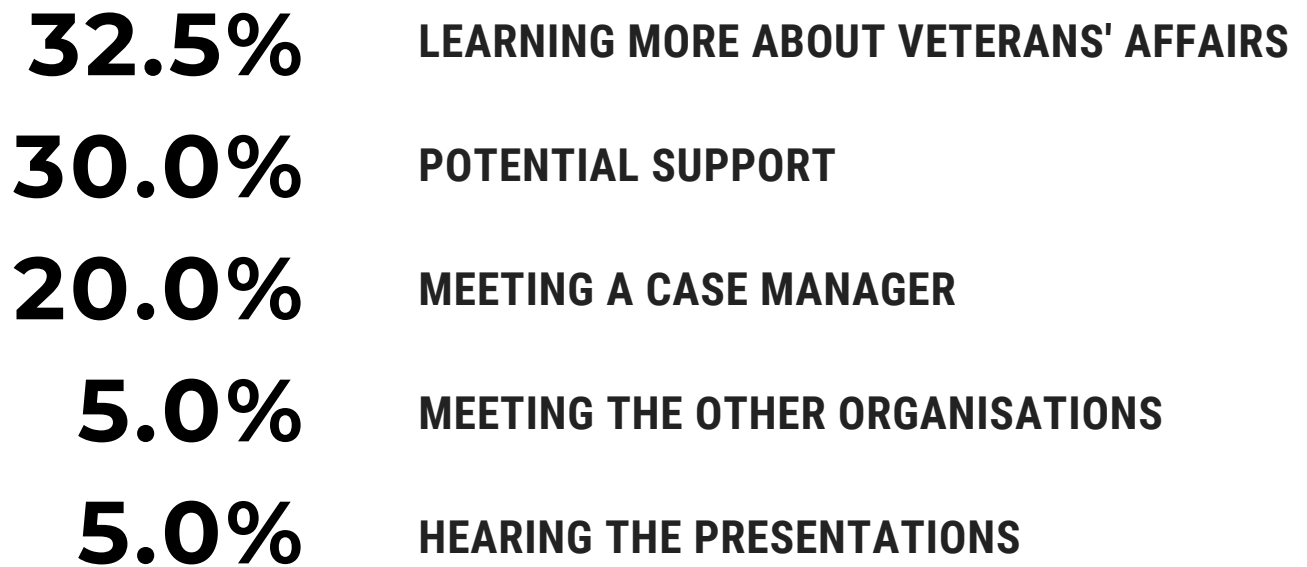 32.5% LEARNING MORE ABOUT VETERANS' AFFAIRS
30.0% POTENTIAL SUPPORT
20.0% MEETING A CASE MANAGER
5.0% MEETING THE OTHER ORGANISATIONS
5.0% HEARING THE PRESENTATIONS